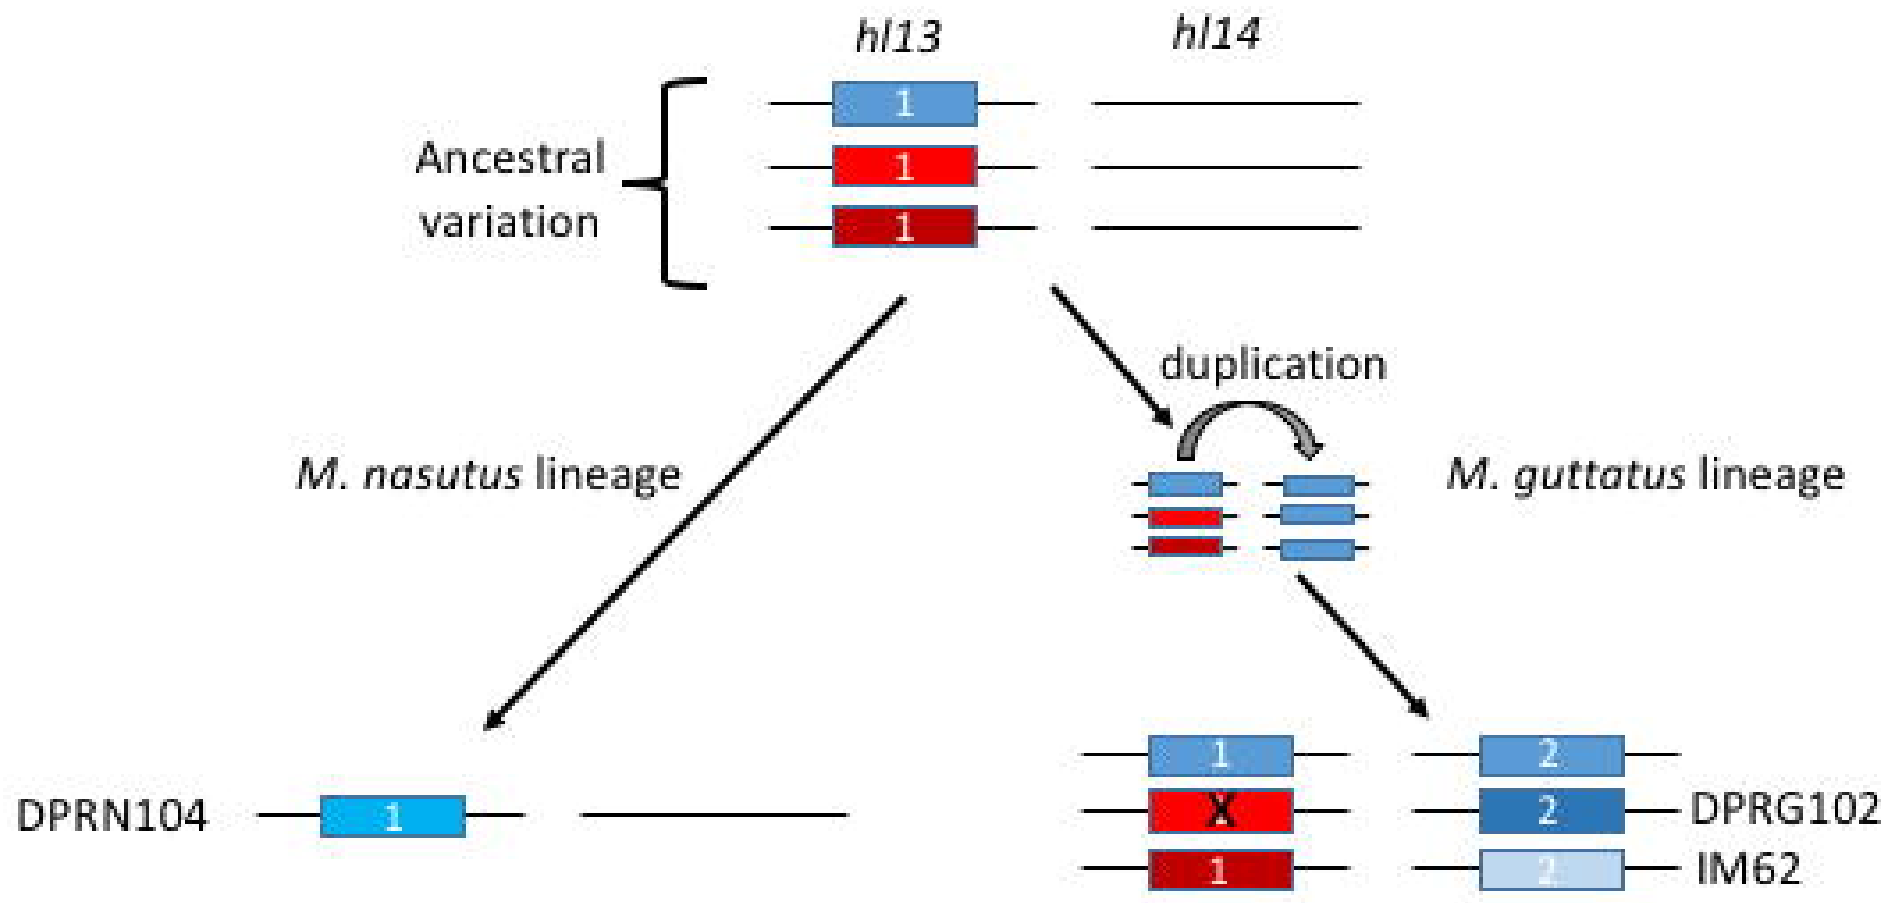 hl13 hl14
1
Ancestral
variation
1
1
duplication
M. nasutus lineage
M. guttatus lineage
1 2
DPRN104 1
X 2 DPRG102
1 2 IM62